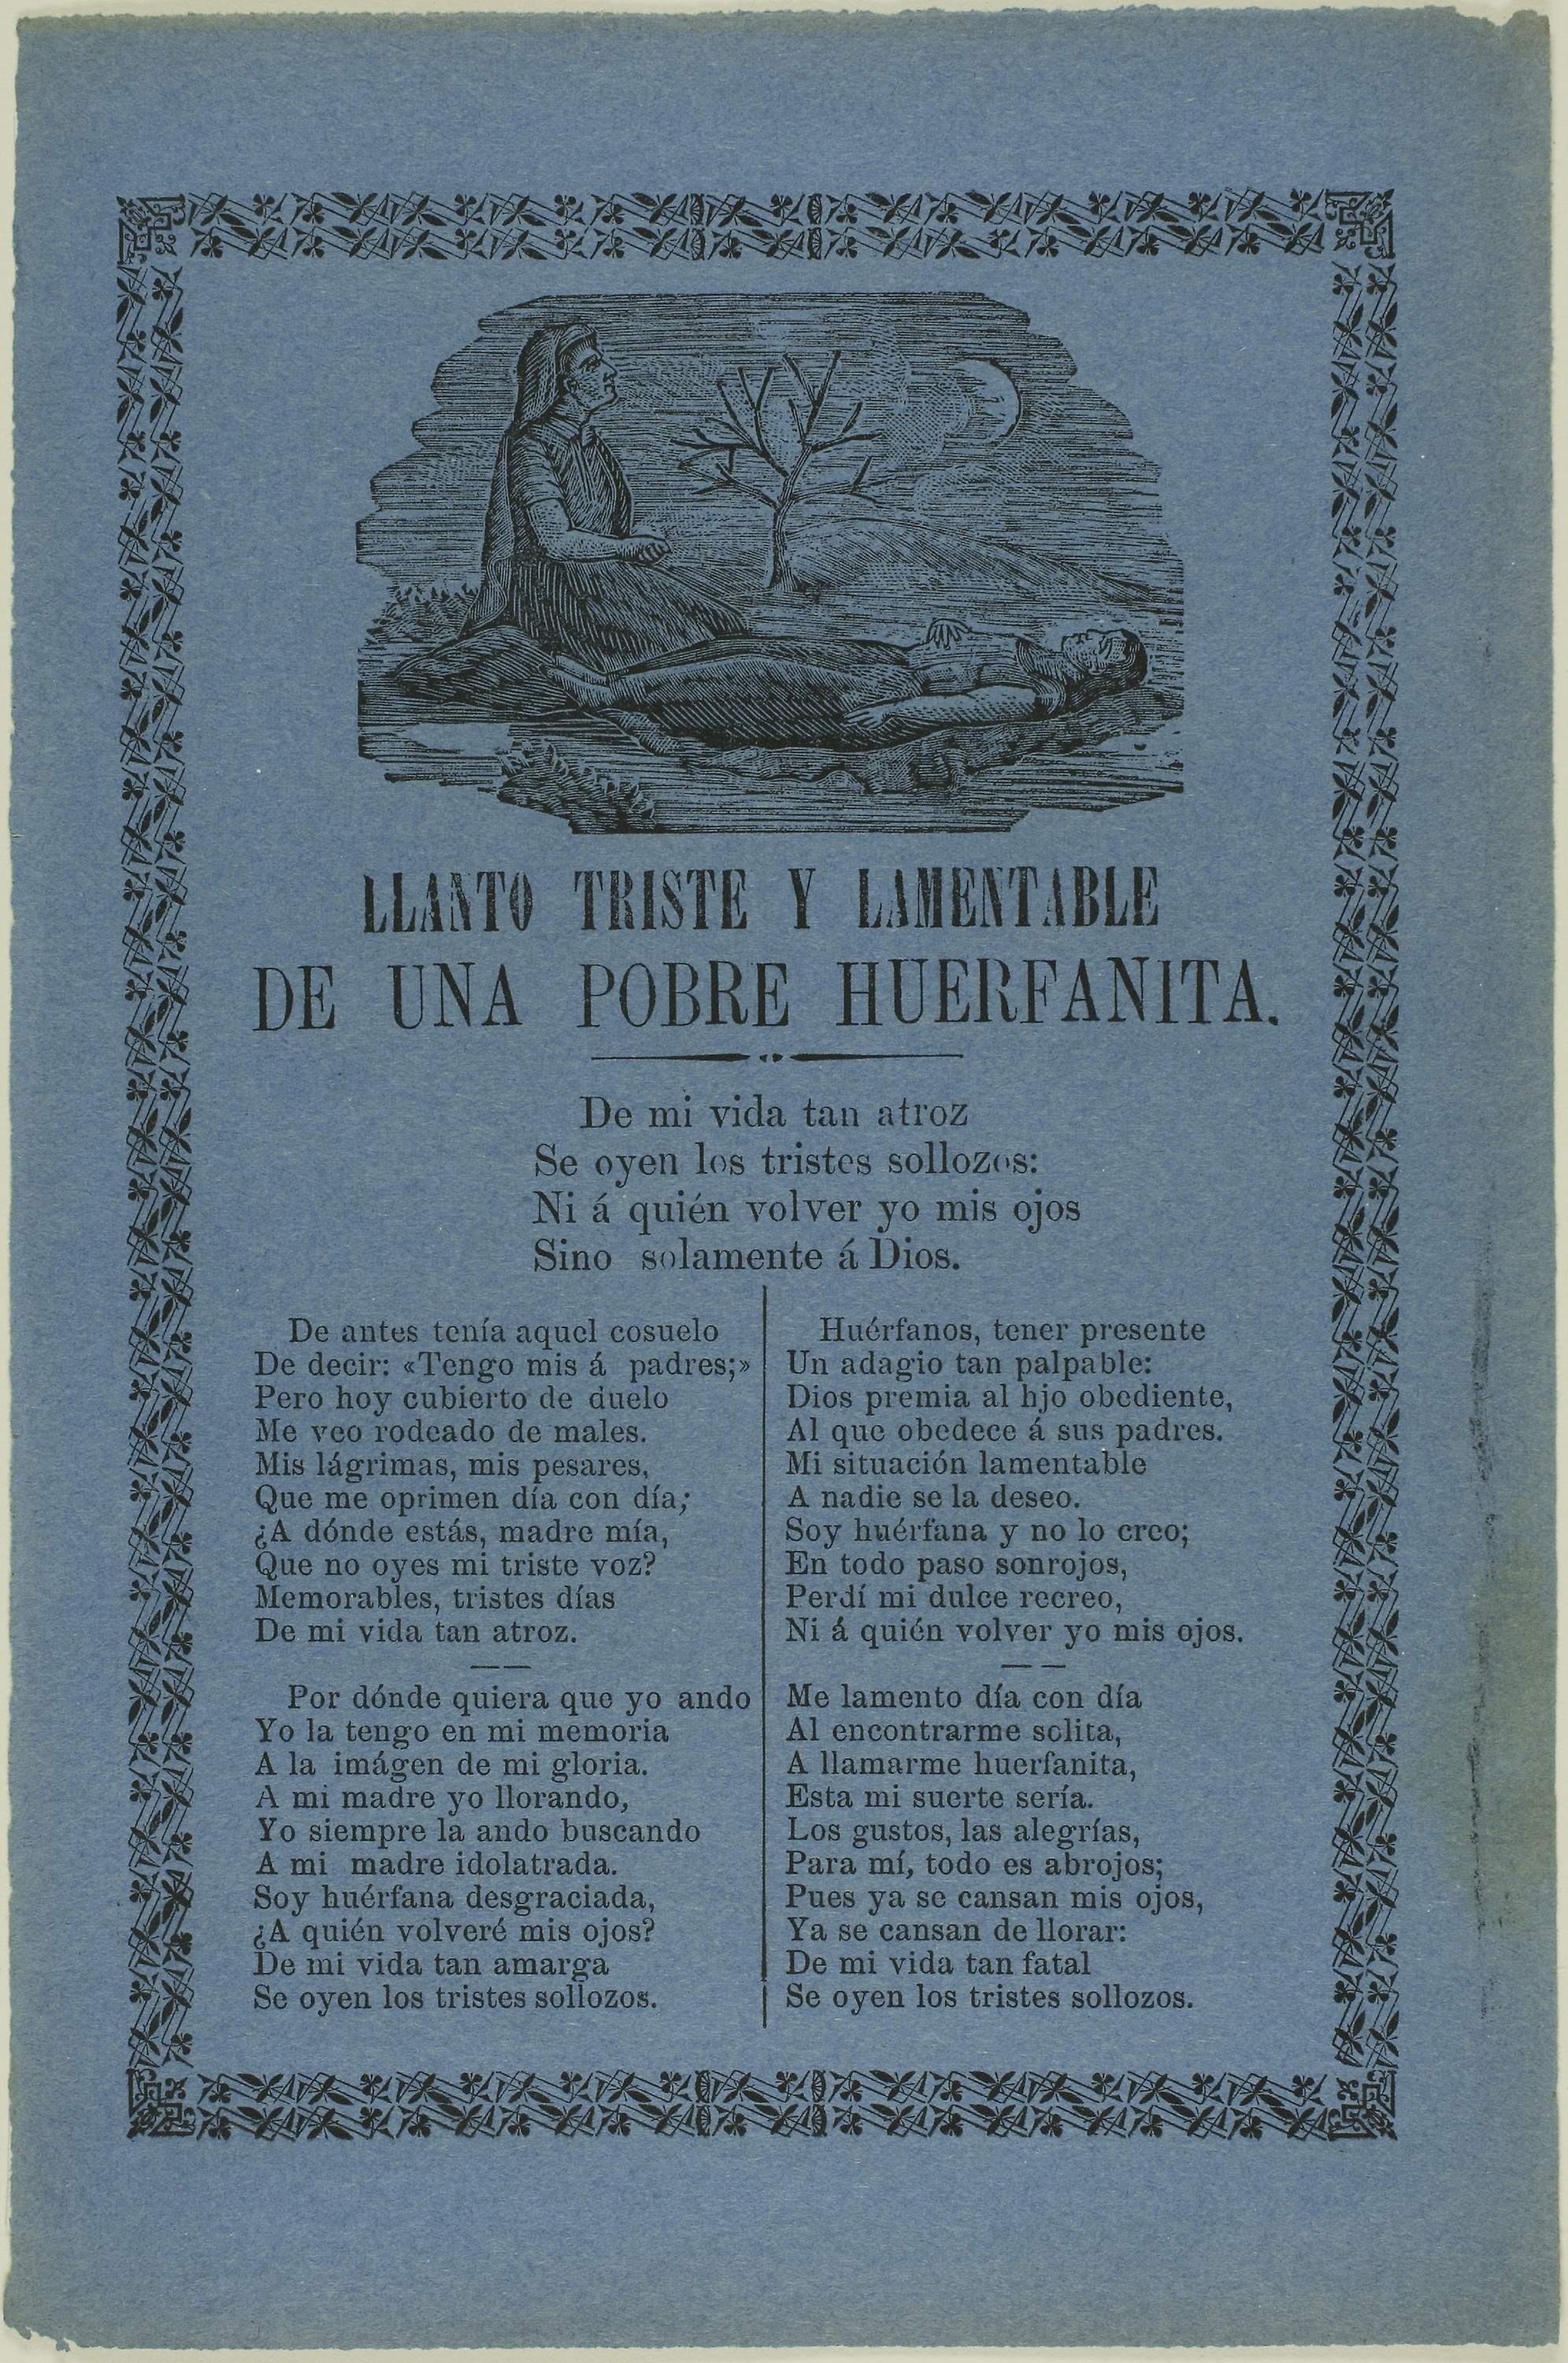 LLANTO TRISTE Y LAMENTABLE
DE UNA POBRE HUERFANITA.
De mi vida tan atroz
Se oyen los tristes sollozos:
Ni á quién volver yo mis ojos
Sino solamente á Dios.
De antes tenía aquel cosuelo
De decir: «Tengo mis á padres;»
Pero hoy cubierto de duelo
Me veo rodeado de males.
Mis lágrimas, mis pesares,
Que me oprimen día con día;
¿A dónde estás, madre mía,
Que no oyes mi triste voz?
Memorables, tristes días
De mi vida tan atroz.
Por dónde quiera que yo ando
Yo la tengo en mi memoria
A la imágen de mi gloria.
A mi madre yo llorando,
Yo siempre la ando buscando
A mi madre idolatrada.
Soy huérfana desgraciada,
¿A quién volveré mis ojos?
De mi vida tan amarga
Se oyen los tristes sollozos.
Huérfanos, tener presente
Un adagio tan palpable:
Dios premia al hjo obediente,
Al que obedece á sus padres.
Mi situación lamentable
A nadie se la deseo.
Soy huérfana y no lo creo;
En todo paso sonrojos,
Perdí mi dulce recreo,
Ni á quién volver yo mis ojos.
Me lamento día con día
Al encontrarme solita,
A llamarme huerfanita,
Esta mi suerte sería.
Los gustos, las alegrías,
Para mí, todo es abrojos;
Pues ya se cansan mis ojos,
Ya se cansan de llorar:
De mi vida tan fatal
Se oyen los tristes sollozos.